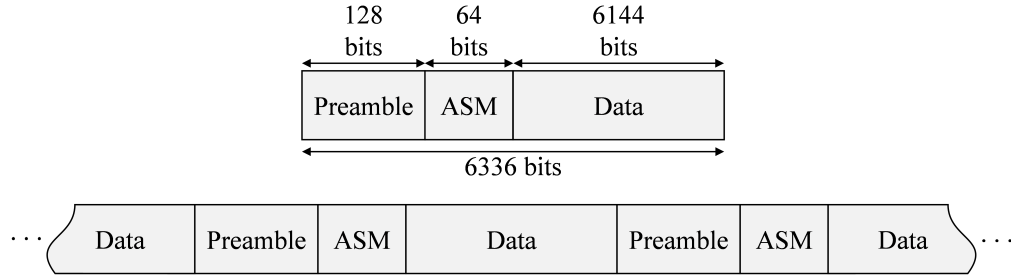 128 64 6144
bits bits bits
Preamble ASM Data
6336 bits
··· Data Preamble ASM Data Preamble ASM Data ···